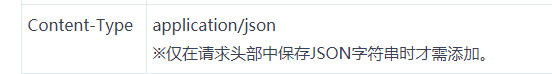 Content-Type application/json
※仅在请求头部中保存JSON字符串时才需添加。